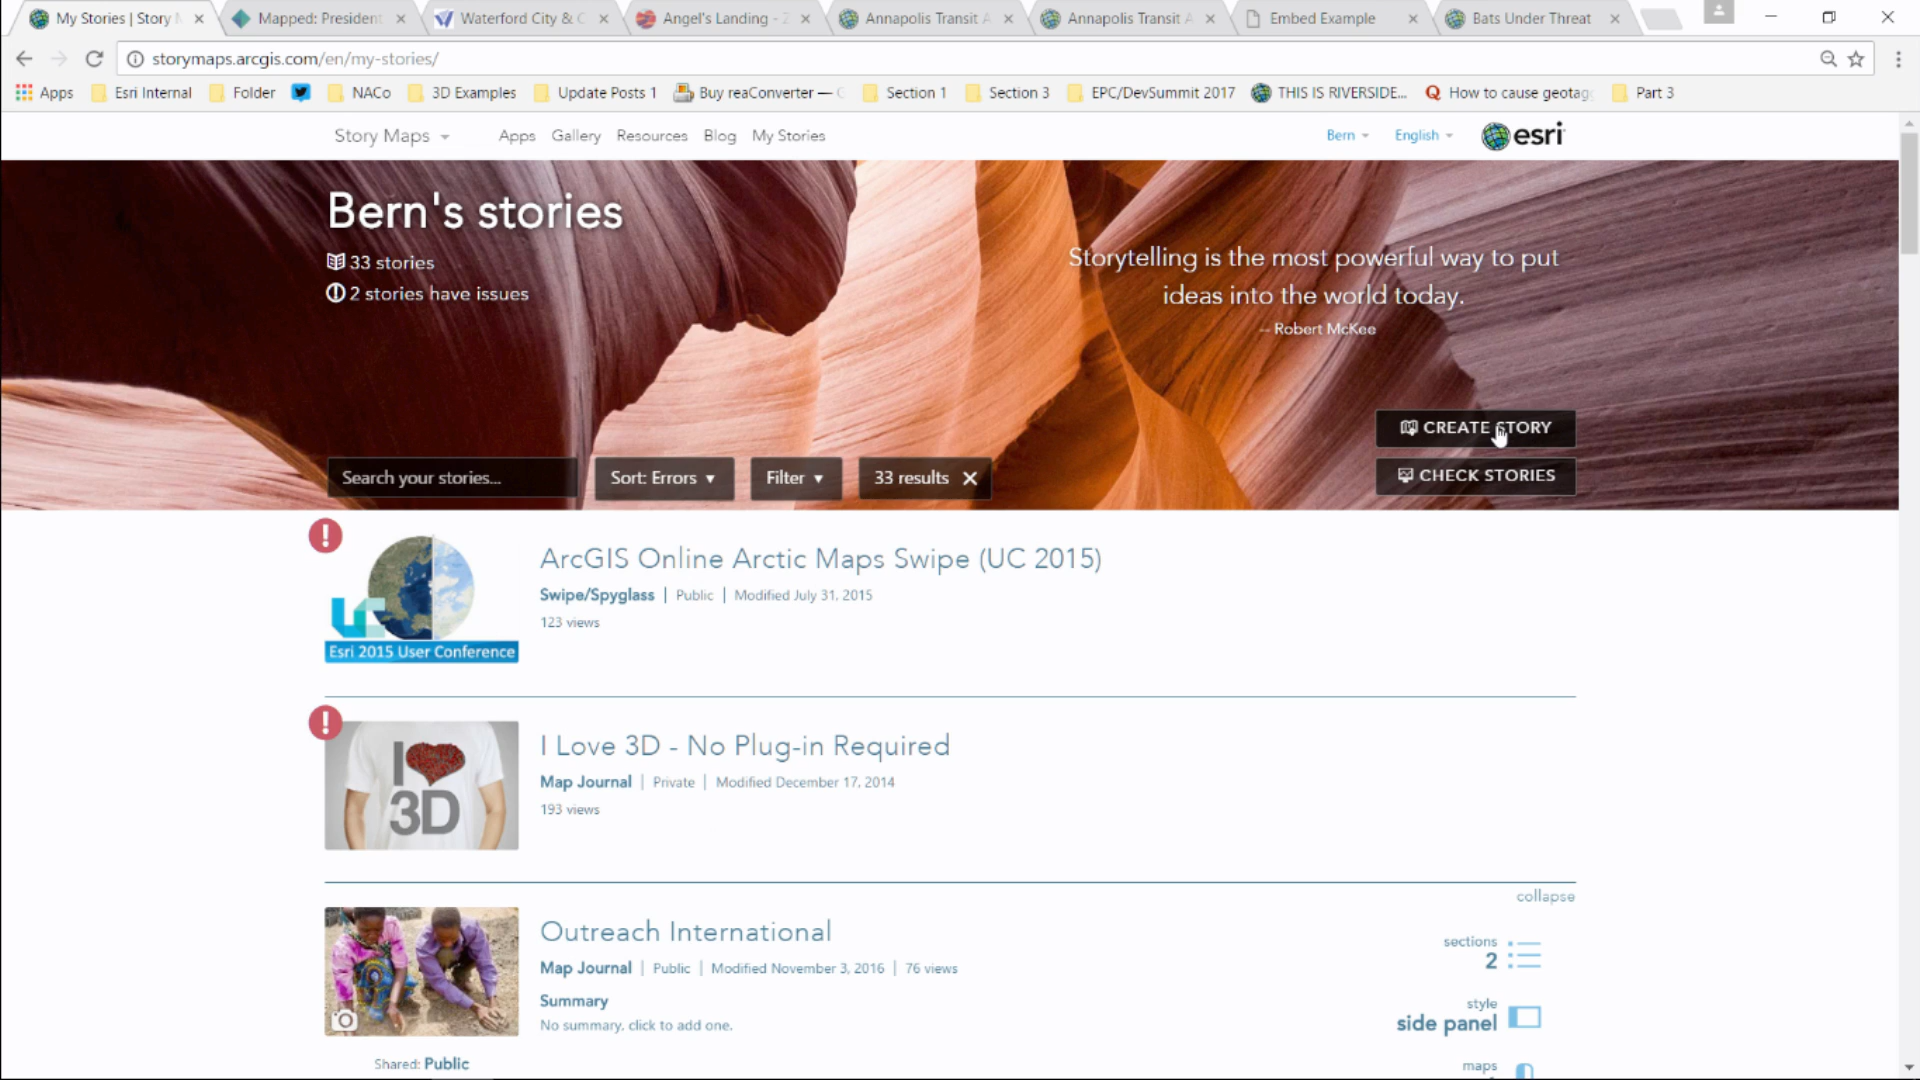 My Stories | Story
Mapped: President
Waterford City & C
Angel's Landing - Z
Annapolis Transit A
Annapolis Transit A
Embed Example
Bats Under Threat
storymaps.arcgis.com/en/my-stories/
Apps
Esri Internal
Folder
NACo
3D Examples
Update Posts 1
Buy reaConverter —
Section 1
Section 3
EPC/DevSummit 2017
THIS IS RIVERSIDE...
How to cause geotag
Part 3
Story Maps
Apps
Gallery
Resources
Blog
My Stories
Bern
English
esri
Bern's stories
33 stories
2 stories have issues
Storytelling is the most powerful way to put
ideas into the world today.
-- Robert McKee
CREATE STORY
CHECK STORIES
Search your stories...
Sort: Errors
Filter
33 results
ArcGIS Online Arctic Maps Swipe (UC 2015)
Swipe/Spyglass | Public | Modified July 31, 2015
123 views
UC
Esri 2015 User Conference
I Love 3D - No Plug-in Required
Map Journal | Private | Modified December 17, 2014
193 views
I
3D
collapse
Outreach International
Map Journal | Public | Modified November 3, 2016 | 76 views
Summary
No summary, click to add one.
Shared: Public
sections
2
style
side panel
maps